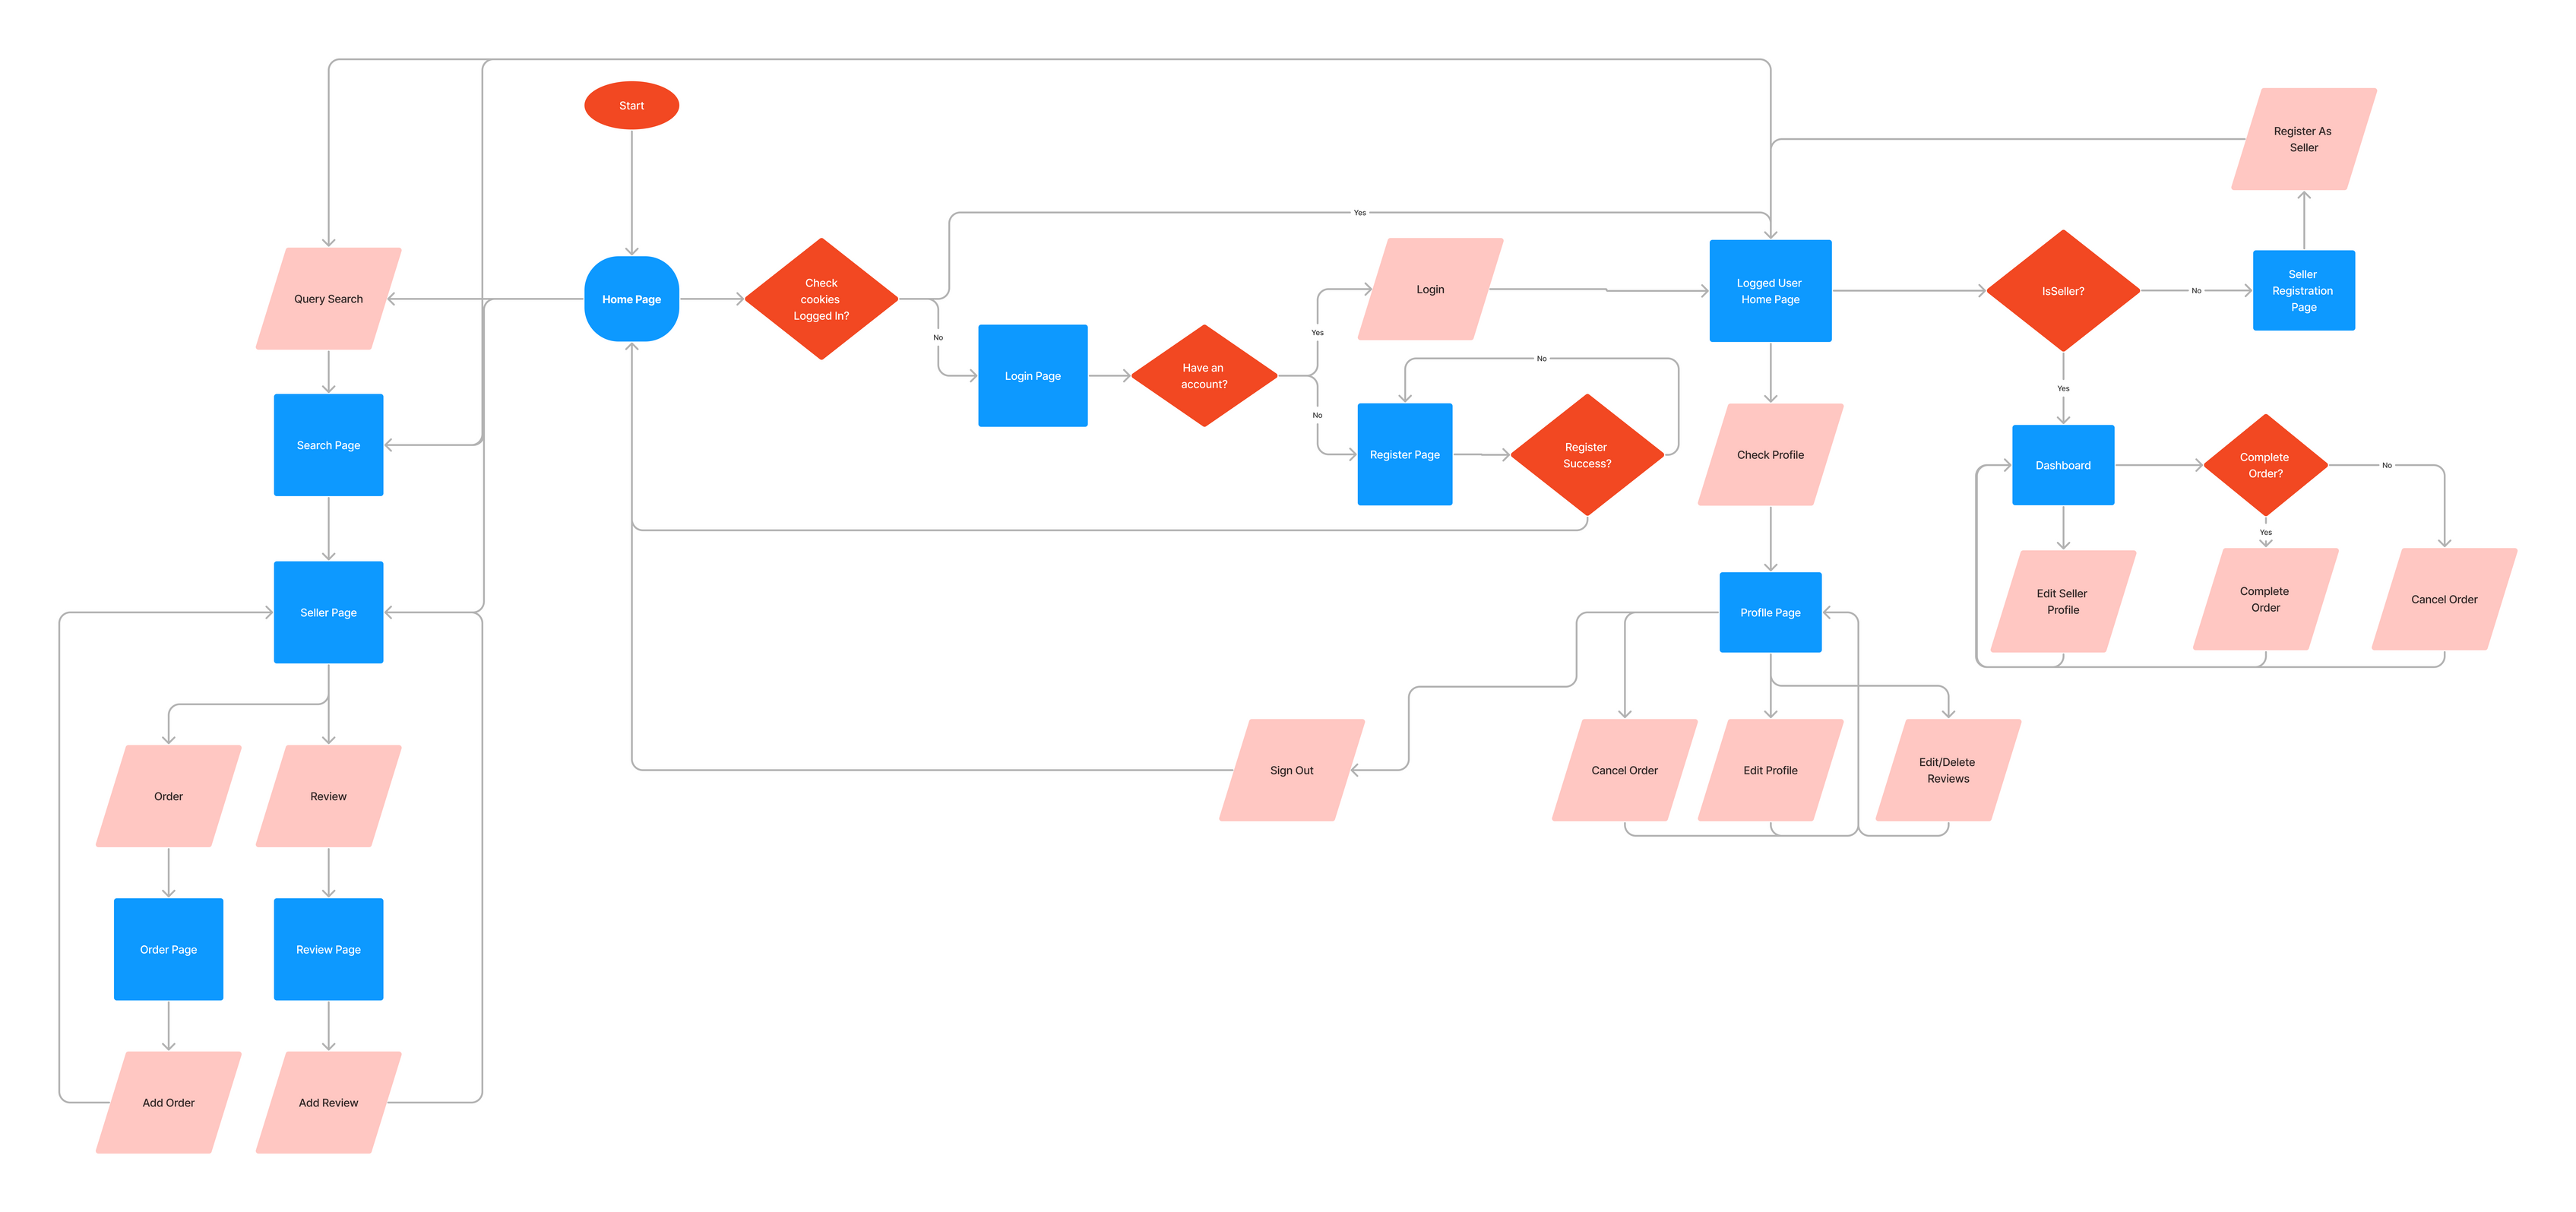 Start
Register As
Seller
Yes
Query Search
Home Page
Check
cookies
Logged In?
Login
Logged User
Home Page
IsSeller?
No
Seller
Registration
Page
No
Yes
Login Page
Have an
account?
No
Yes
Search Page
No
Register Page
Register
Success?
Check Profile
Dashboard
Complete
Order?
No
Yes
Seller Page
Profile Page
Edit Seller
Profile
Complete
Order
Cancel Order
Order
Review
Sign Out
Cancel Order
Edit Profile
Edit/Delete
Reviews
Order Page
Review Page
Add Order
Add Review